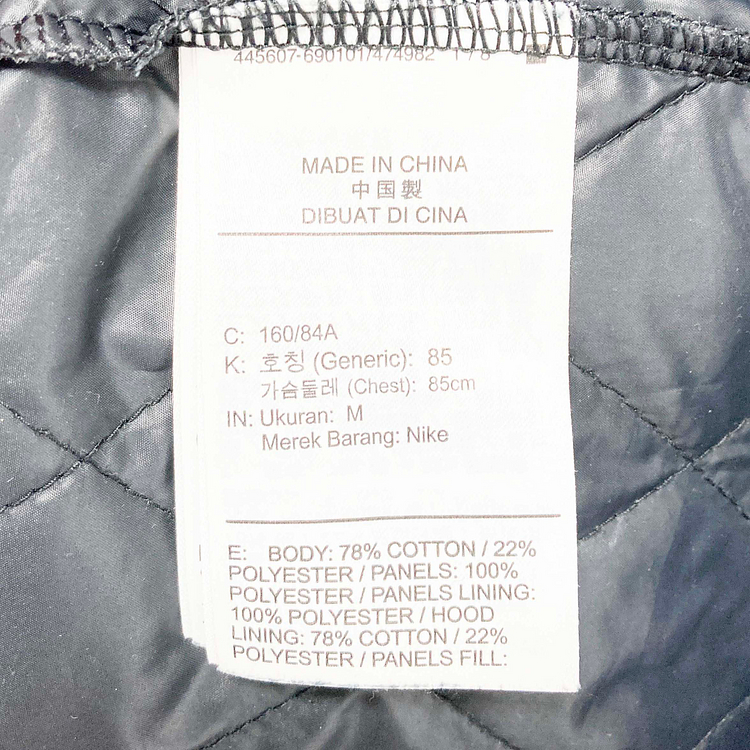 445607-690101/474982 1 / 8
MADE IN CHINA
中国製
DIBUAT DI CINA
C: 160/84A
K: 호칭 (Generic): 85
가슴둘레 (Chest): 85cm
IN: Ukuran: M
Merek Barang: Nike
E: BODY: 78% COTTON / 22%
POLYESTER / PANELS: 100%
POLYESTER / PANELS LINING:
100% POLYESTER / HOOD
LINING: 78% COTTON / 22%
POLYESTER / PANELS FILL: